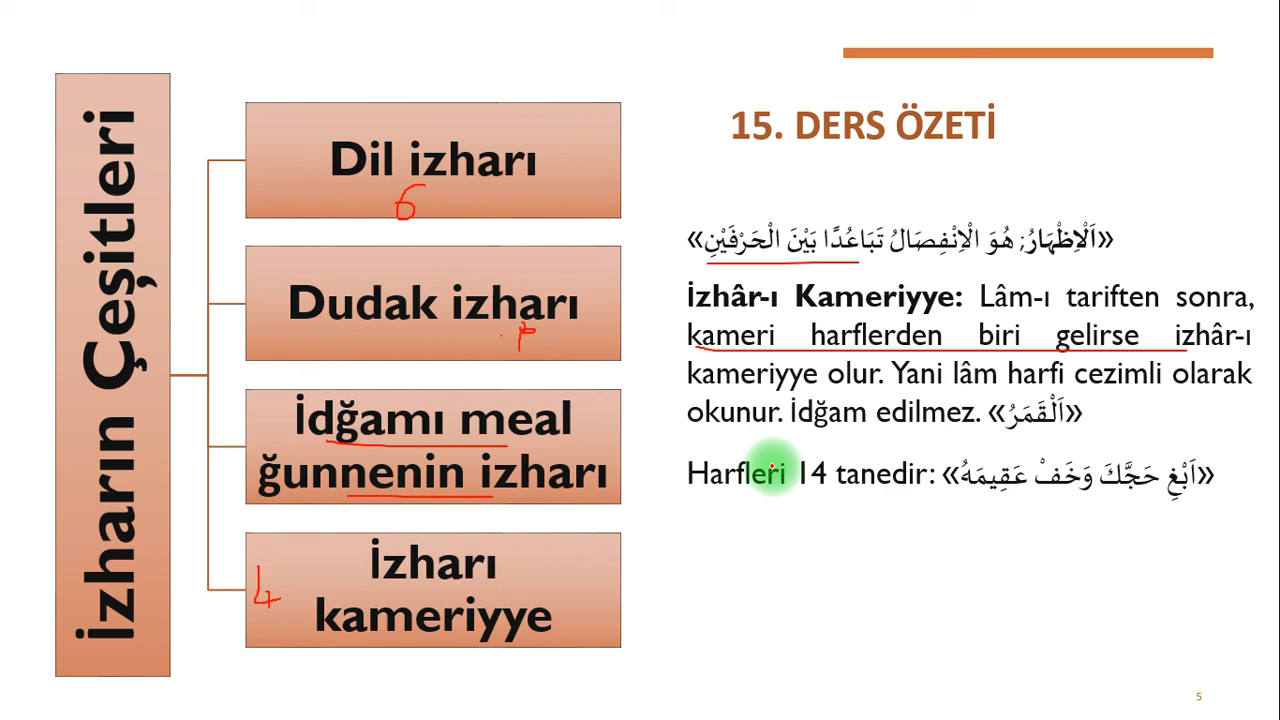 İzharın Çeşitleri
Dil izharı
6
Dudak izharı
İdğamı meal
ğunnenin izharı
İzharı
kameriyye
4
15. DERS ÖZETİ
«اَلْاِظْهَارُ; هُوَ الْاِنْفِصَالُ تَبَاعُدًا بَيْنَ الْحَرْفَيْنِ»
İzhâr-ı Kameriyye: Lâm-ı tariften sonra,
kameri harflerden biri gelirse izhâr-ı
kameriyye olur. Yani lâm harfi cezimli olarak
okunur. İdğam edilmez. «اَلْقَمَرُ»
Harfleri 14 tanedir: «اَبْغِ حَجَّكَ وَخَفْ عَقِيمَهُ»
5